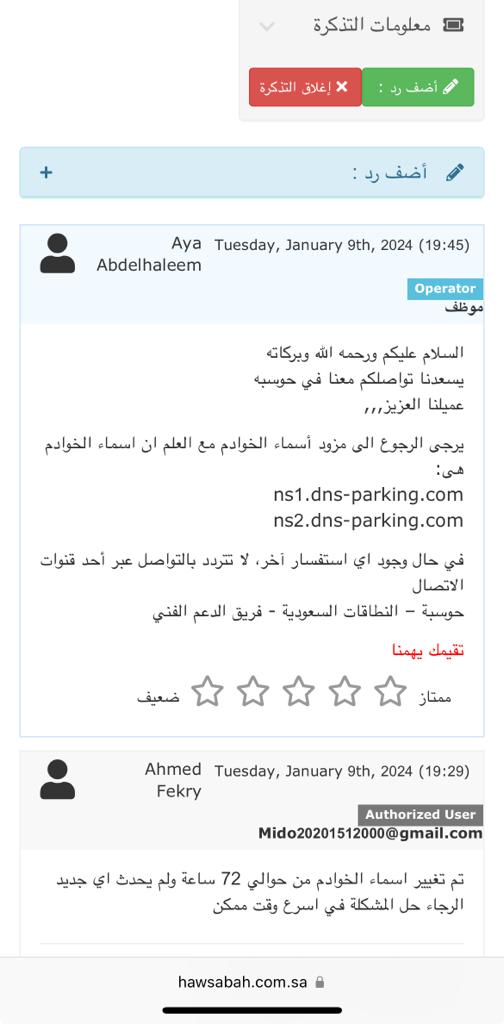 معلومات التذكرة
أضف رد :
إغلاق التذكرة
أضف رد :
+
Aya Tuesday, January 9th, 2024 (19:45)
Abdelhaleem
Operator
موظف
السلام عليكم ورحمه الله وبركاته
يسعدنا تواصلكم معنا في حوسبه
عميلنا العزيز,,,
يرجى الرجوع الى مزود أسماء الخوادم مع العلم ان اسماء الخوادم
هى:
ns1.dns-parking.com
ns2.dns-parking.com
في حال وجود اي استفسار آخر، لا تتردد بالتواصل عبر أحد قنوات
الاتصال
حوسبة – النطاقات السعودية - فريق الدعم الفني
تقيمك يهمنا
ممتاز ضعيف
Ahmed Tuesday, January 9th, 2024 (19:29)
Fekry
Authorized User
Mido20201512000@gmail.com
تم تغيير اسماء الخوادم من حوالي 72 ساعة ولم يحدث اي جديد
الرجاء حل المشكلة في اسرع وقت ممكن
hawsabah.com.sa